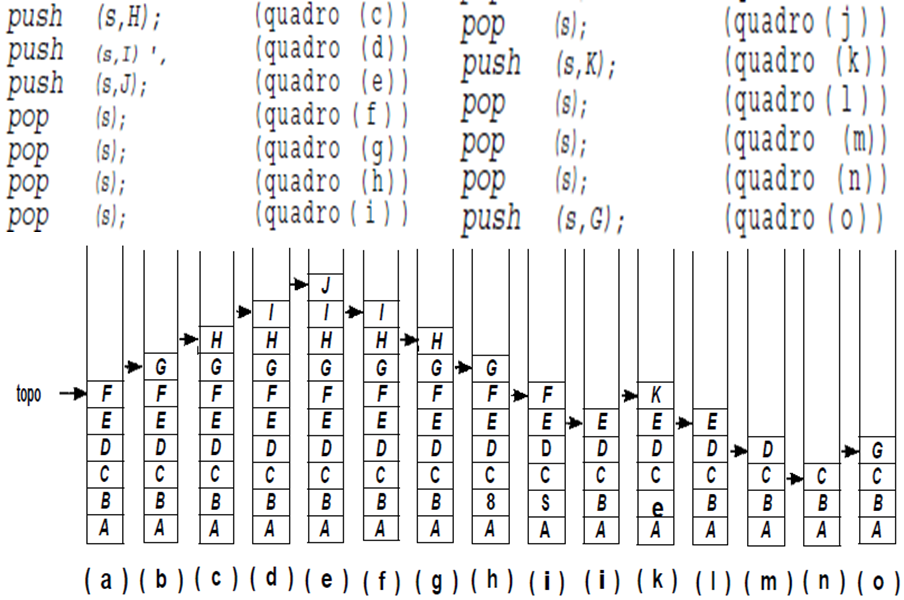 push (s,H); (quadro (c))
push (s,I) ', (quadro (d))
push (s,J); (quadro (e))
pop (s); (quadro (f))
pop (s); (quadro (g))
pop (s); (quadro (h))
pop (s); (quadro (i))
pop (s); (quadro (j))
push (s,K); (quadro (k))
pop (s); (quadro (l))
pop (s); (quadro (m))
pop (s); (quadro (n))
push (s,G); (quadro (o))
J
I I I
H H H H H
G G G G G G G
topo F F F F F F F F F K
E E E E E E E E E E E E
D D D D D D D D D D D D D G
C C C C C C C C C C C C C C C
B B B B B B B 8 S B e B B B B
A A A A A A A A A A A A A A A
(a) (b) (c) (d) (e) (f) (g) (h) (i) (i) (k) (l) (m) (n) (o)